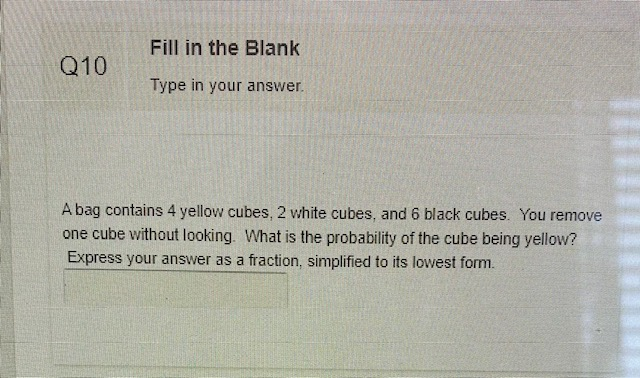 Q10
Fill in the Blank
Type in your answer.
A bag contains 4 yellow cubes, 2 white cubes, and 6 black cubes. You remove
one cube without looking. What is the probability of the cube being yellow?
Express your answer as a fraction, simplified to its lowest form.